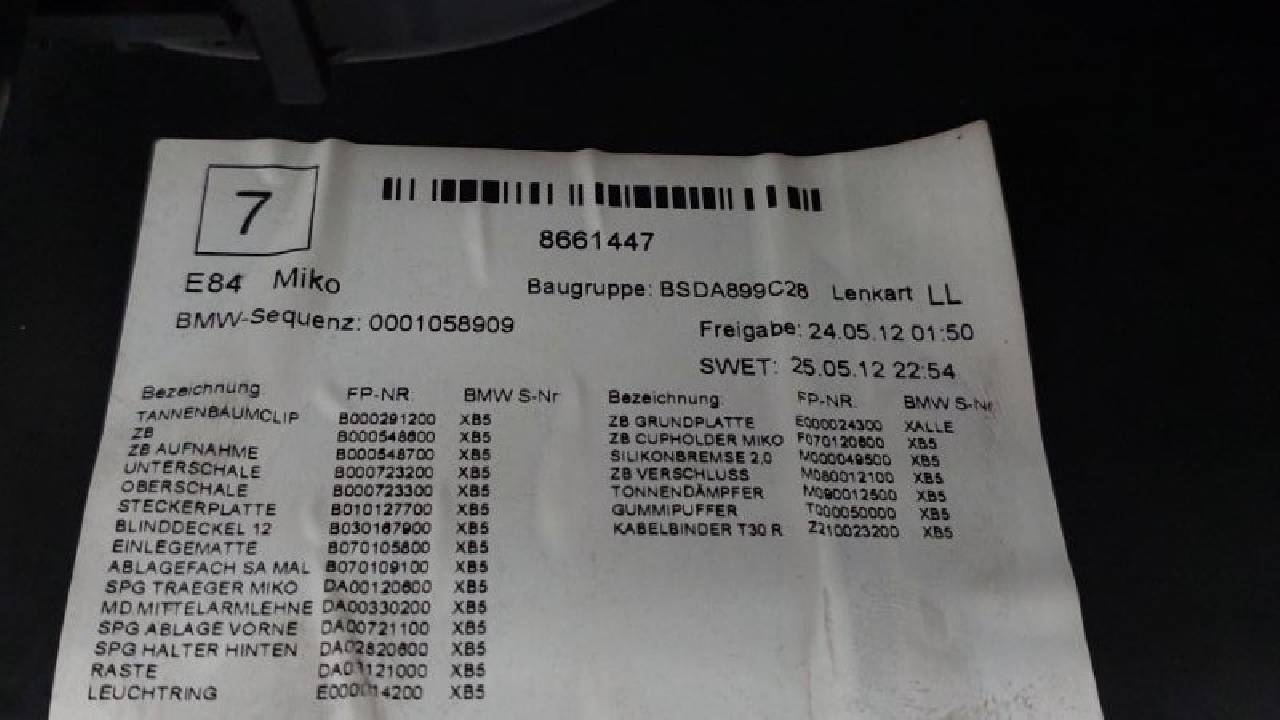 7
8661447
E84 Miko Baugruppe: BSDA899C28 Lenkart LL
BMW-Sequenz: 0001058909 Freigabe: 24.05.12 01:50
SWET: 25.05.12 22:54
Bezeichnung FP-NR BMW S-Nr
TANNENBAUMCLIP B000291200 XB5
ZB B000548600 XB5
ZB AUFNAHME B000548700 XB5
UNTERSCHALE B000723200 XB5
OBERSCHALE B000723300 XB5
STECKERPLATTE B010127700 XB5
BLINDDECKEL 12 B030167900 XB5
EINLEGEMATTE B070105800 XB5
ABLAGEFACH SA MAL B070109100 XB5
SPG TRAEGER MIKO DA00120600 XB5
MD MITTELARMLEHNE DA00330200 XB5
SPG ABLAGE VORNE DA00721100 XB5
SPG HALTER HINTEN DA02820600 XB5
RASTE DA03121000 XB5
LEUCHTRING E000014200 XB5
Bezeichnung FP-NR. BMW S-Nr
ZB GRUNDPLATTE E000024300 XALLE
ZB CUPHOLDER MIKO F070120800 XB5
SILIKONBREMSE 2,0 M000049500 XB5
ZB VERSCHLUSS M080012100 XB5
TONNENDÄMPFER M090012500 XB5
GUMMIPUFFER T000050000 XB5
KABELBINDER T30 R Z210023200 XB5